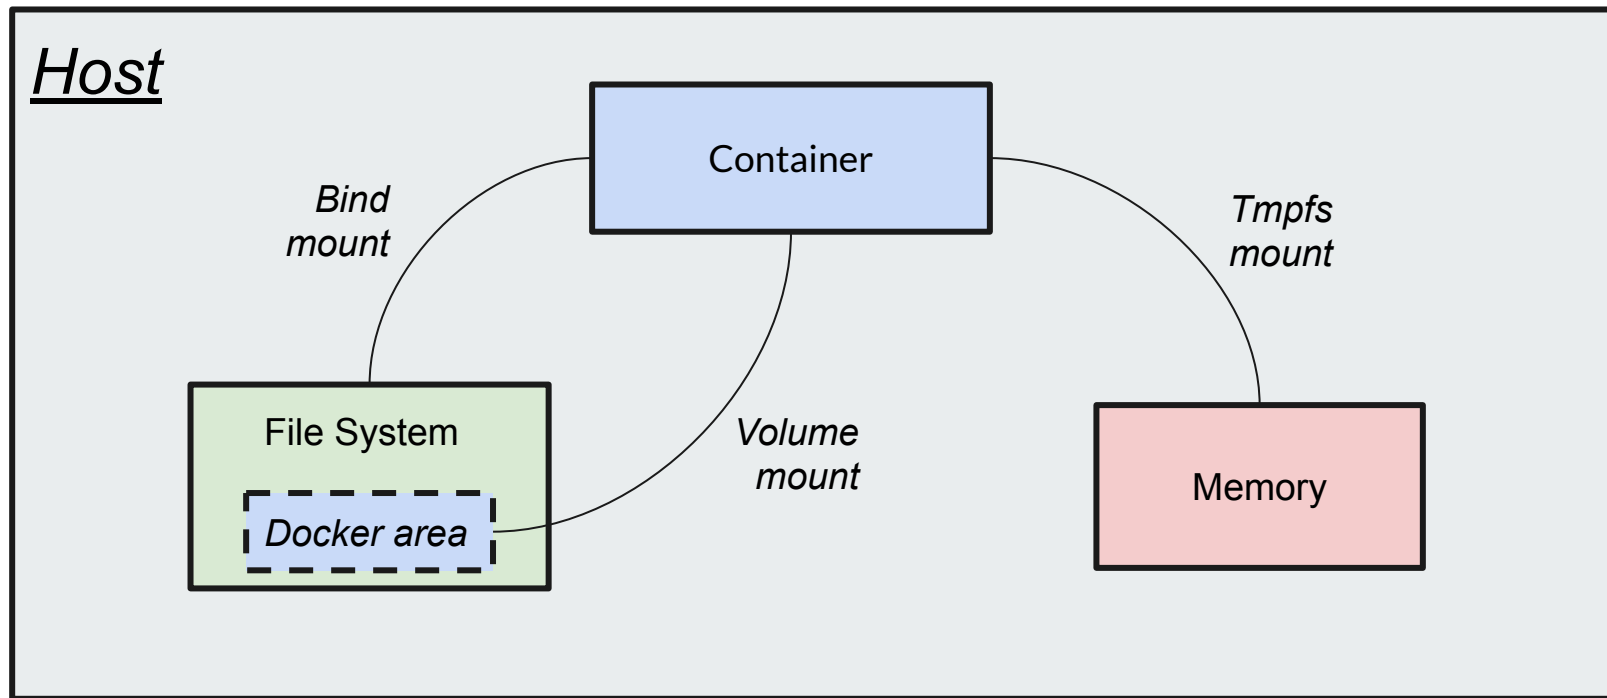 Host
Container
Bind
mount
Tmpfs
mount
File System
Volume
mount
Memory
Docker area